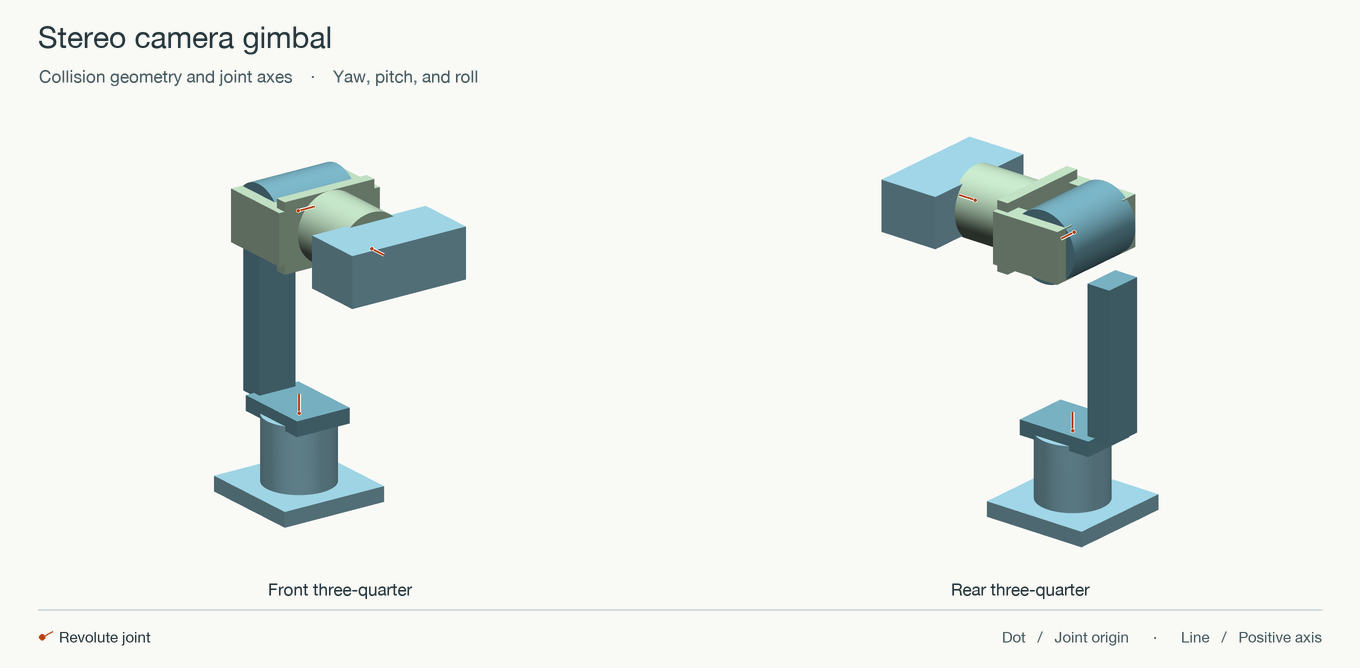 Stereo camera gimbal
Collision geometry and joint axes · Yaw, pitch, and roll
Front three-quarter
Rear three-quarter
Revolute joint
Dot / Joint origin · Line / Positive axis